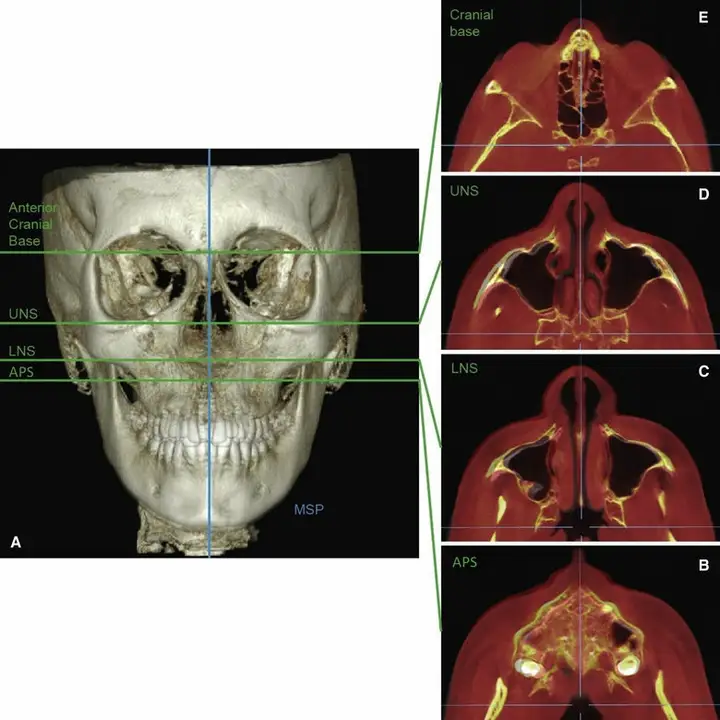 Anterior
Cranial
Base
UNS
LNS
APS
MSP
A
Cranial
base
E
UNS
D
LNS
C
APS
B